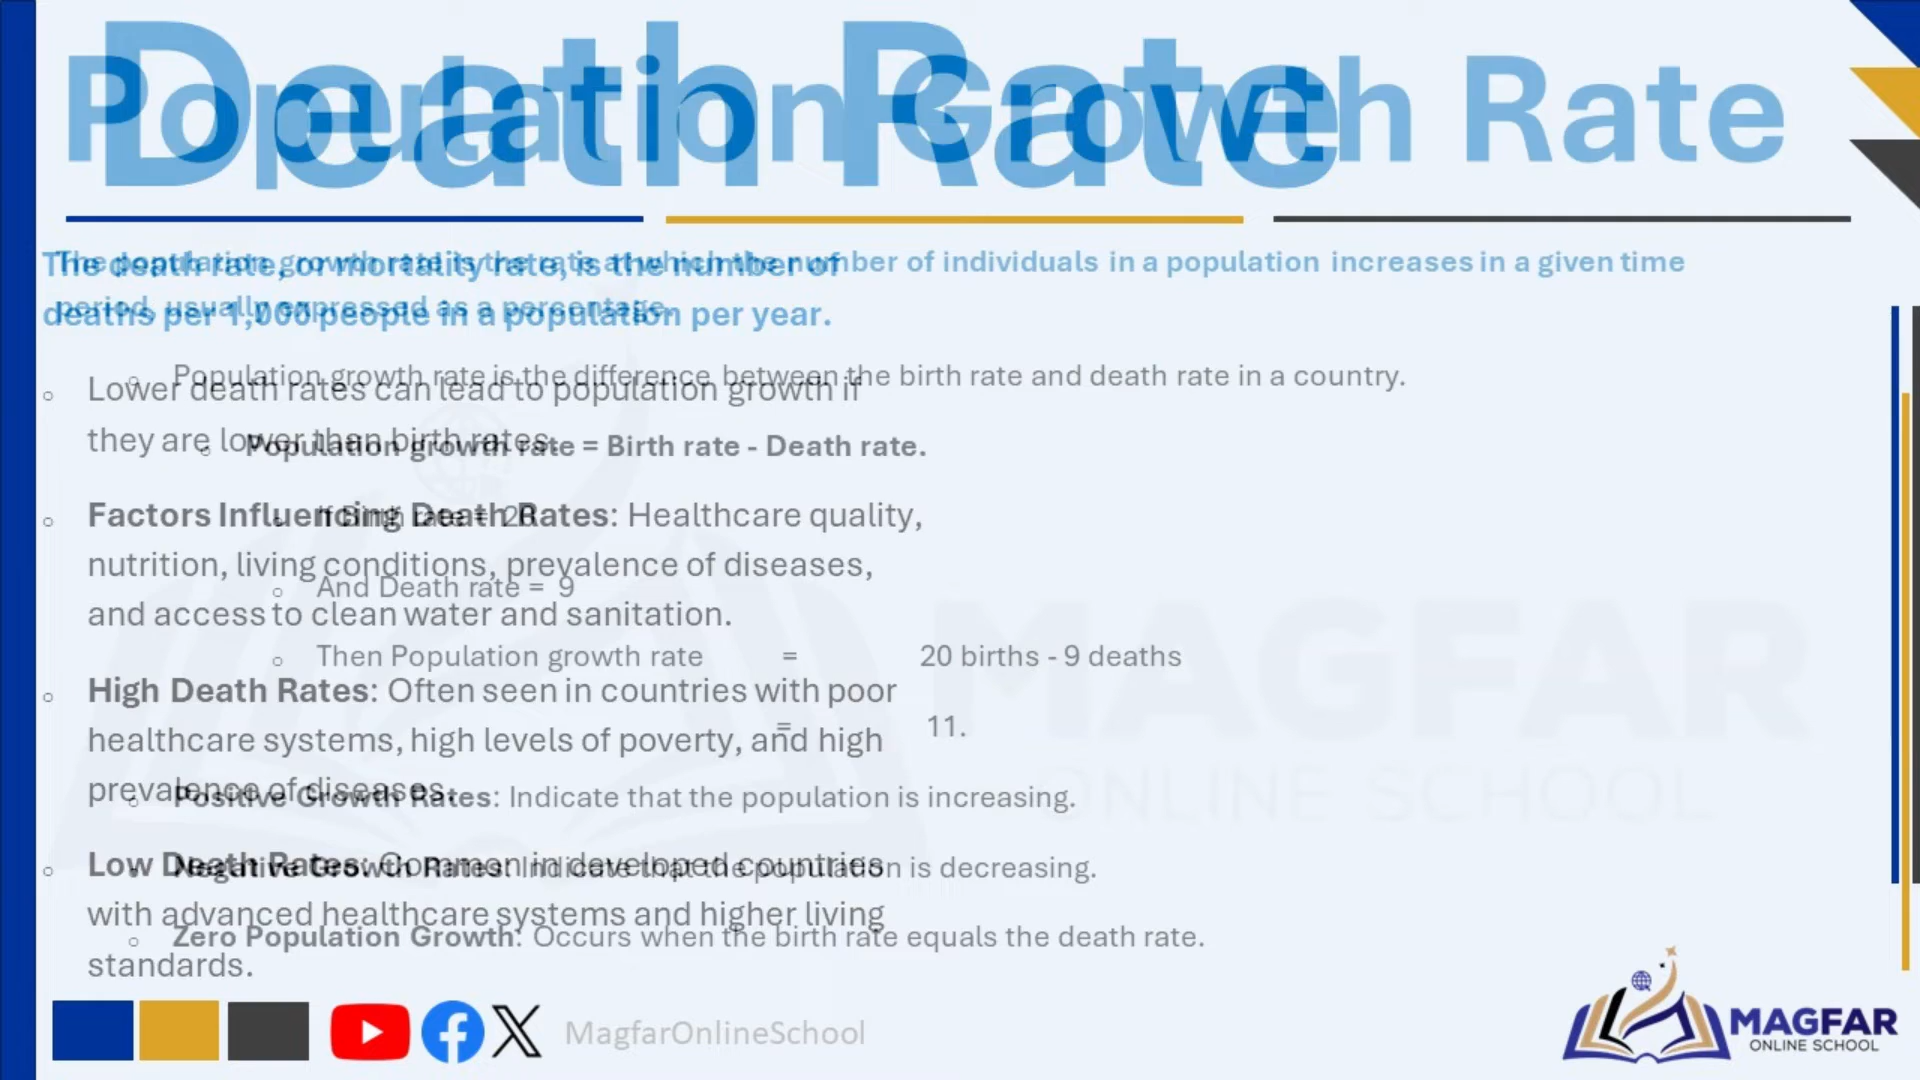 Death Rate
The death rate, or mortality rate, is the number of
deaths per 1,000 people in a population per year.
Lower death rates can lead to population growth if
they are lower than birth rates.
Factors Influencing Death Rates: Healthcare quality,
nutrition, living conditions, prevalence of diseases,
and access to clean water and sanitation.
High Death Rates: Often seen in countries with poor
healthcare systems, high levels of poverty, and high
prevalence of diseases.
Low Death Rates: Common in developed countries
with advanced healthcare systems and higher living
standards.
Population Growth Rate
The population growth rate is the rate at which the number of individuals in a population increases in a given time
period, usually expressed as a percentage.
Population growth rate is the difference between the birth rate and death rate in a country.
Population growth rate = Birth rate - Death rate.
If Birth rate = 20
And Death rate = 9
Then Population growth rate = 20 births - 9 deaths
= 11.
Positive Growth Rates: Indicate that the population is increasing.
Negative Growth Rates: Indicate that the population is decreasing.
Zero Population Growth: Occurs when the birth rate equals the death rate.
MAGFAR
ONLINE SCHOOL
MagfarOnlineSchool
MAGFAR
ONLINE SCHOOL